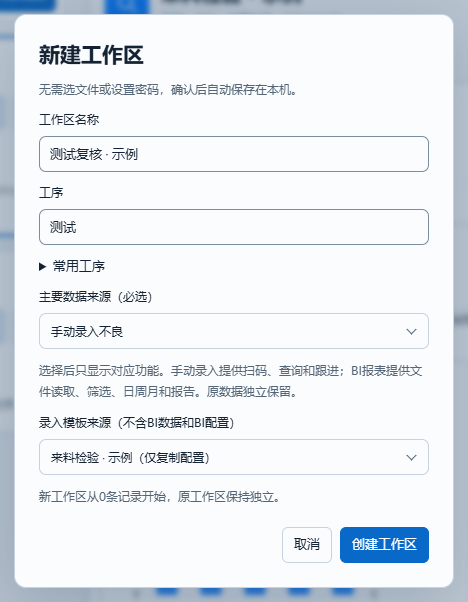 新建工作区
无需选文件或设置密码，确认后自动保存在本机。
工作区名称
测试复核 · 示例
工序
测试
▶ 常用工序
主要数据来源（必选）
手动录入不良
选择后只显示对应功能。手动录入提供扫码、查询和跟进；BI报表提供文
件读取、筛选、日周月和报告。原数据独立保留。
录入模板来源（不含BI数据和BI配置）
来料检验 · 示例（仅复制配置）
新工作区从0条记录开始，原工作区保持独立。
取消
创建工作区